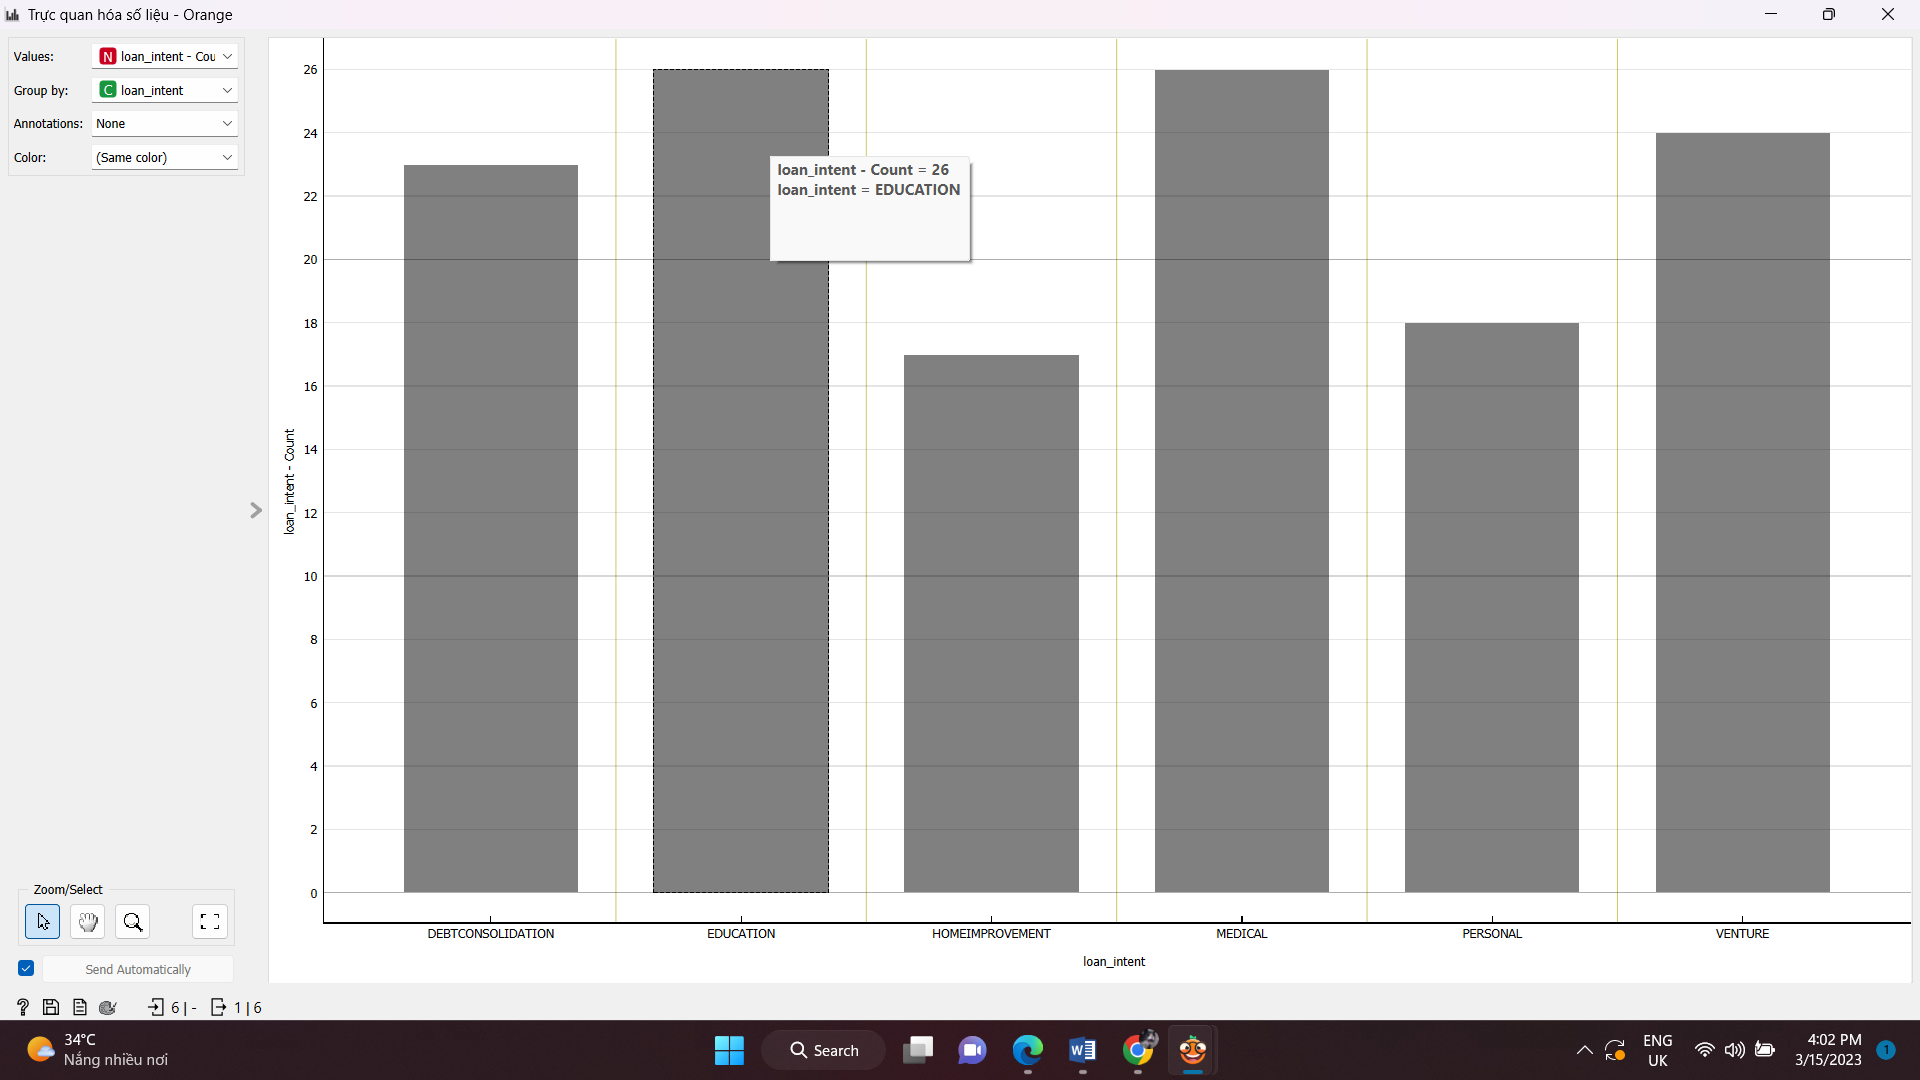 Trực quan hóa số liệu - Orange
Values:
N loan_intent - Cou
Group by:
C loan_intent
Annotations:
None
Color:
(Same color)
26
24
22
20
18
16
14
12
10
8
6
4
2
0
loan_intent - Count
loan_intent - Count = 26
loan_intent = EDUCATION
DEBTCONSOLIDATION
EDUCATION
HOMEIMPROVEMENT
MEDICAL
PERSONAL
VENTURE
loan_intent
Zoom/Select
Send Automatically
? 6 | - 1 | 6
34°C
Nắng nhiều nơi
Search
W
ENG
UK
4:02 PM
3/15/2023
1